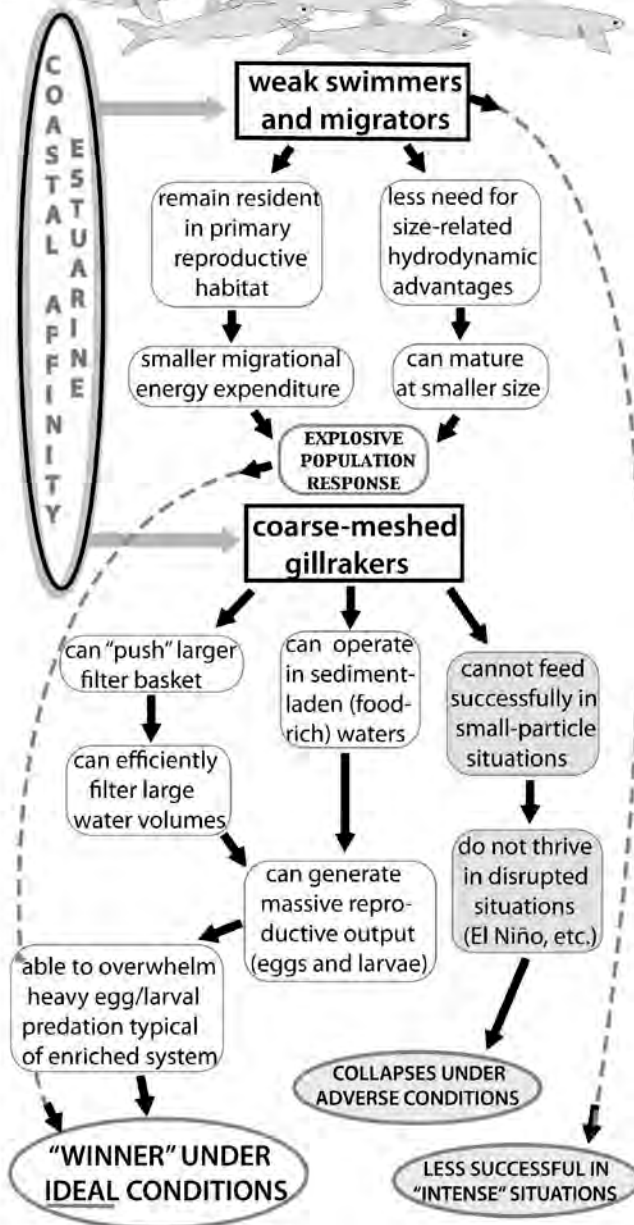 COASTAL AFFINITY
ESTUARINE
weak swimmers
and migrators
remain resident
in primary
reproductive
habitat
less need for
size-related
hydrodynamic
advantages
smaller migrational
energy expenditure
can mature
at smaller size
EXPLOSIVE
POPULATION
RESPONSE
coarse-meshed
gillrakers
can "push" larger
filter basket
can operate
in sediment-
laden (food-
rich) waters
cannot feed
successfully in
small-particle
situations
can efficiently
filter large
water volumes
do not thrive
in disrupted
situations
(El Niño, etc.)
can generate
massive repro-
ductive output
(eggs and larvae)
able to overwhelm
heavy egg/larval
predation typical
of enriched system
COLLAPSES UNDER
ADVERSE CONDITIONS
"WINNER" UNDER
IDEAL CONDITIONS
LESS SUCCESSFUL IN
"INTENSE" SITUATIONS